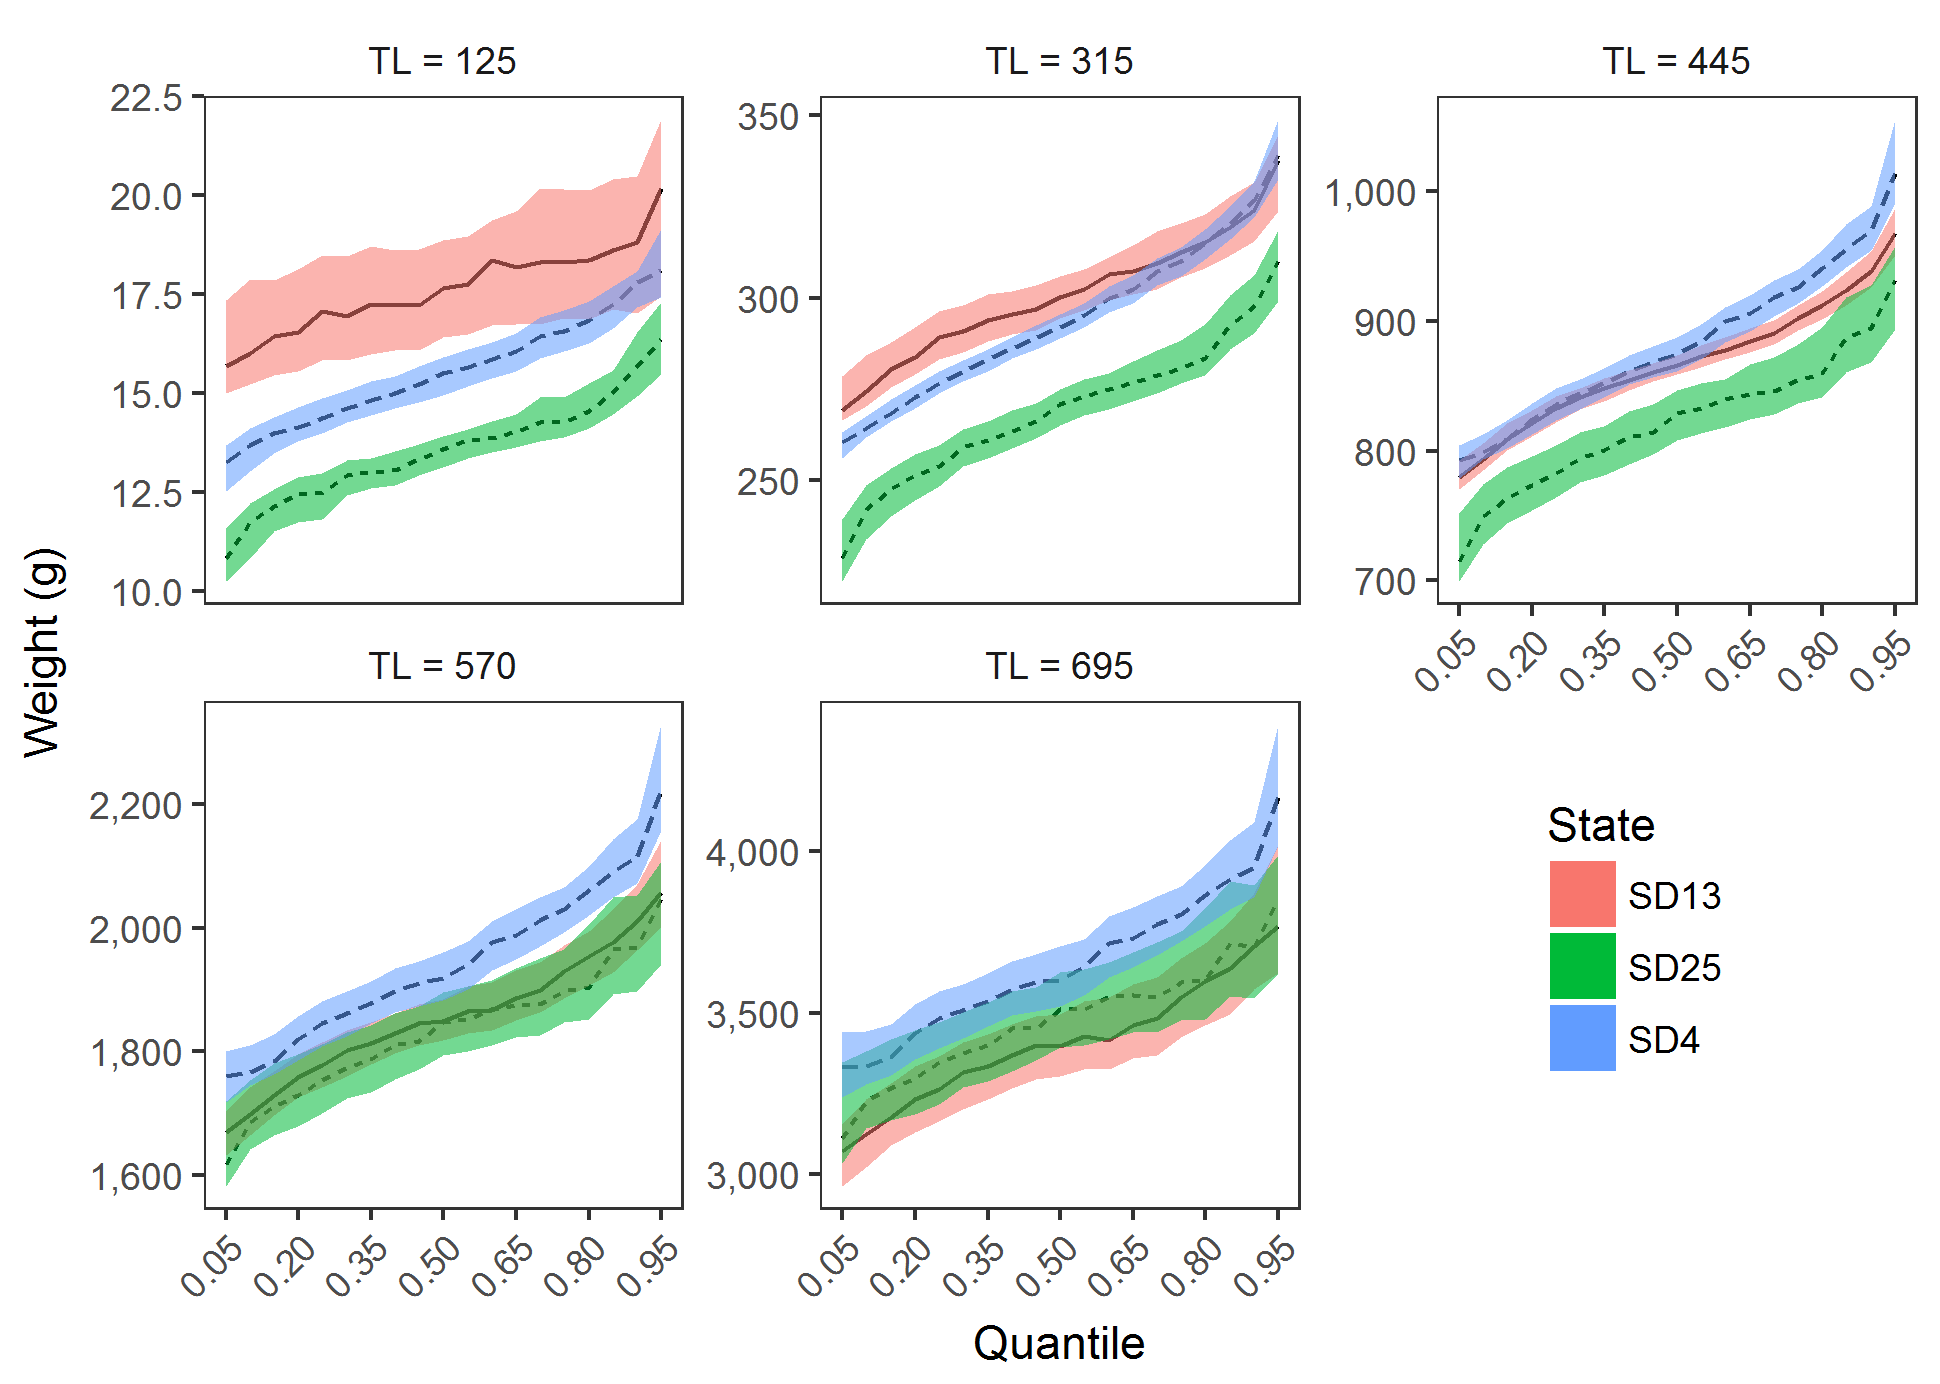 TL = 125
TL = 315
TL = 445
22.5
20.0
17.5
15.0
12.5
10.0
350
300
250
1,000
900
800
700
0.05 0.20 0.35 0.50 0.65 0.80 0.95
Weight (g)
TL = 570
TL = 695
2,200
2,000
1,800
1,600
4,000
3,500
3,000
State
SD13
SD25
SD4
0.05 0.20 0.35 0.50 0.65 0.80 0.95
0.05 0.20 0.35 0.50 0.65 0.80 0.95
Quantile